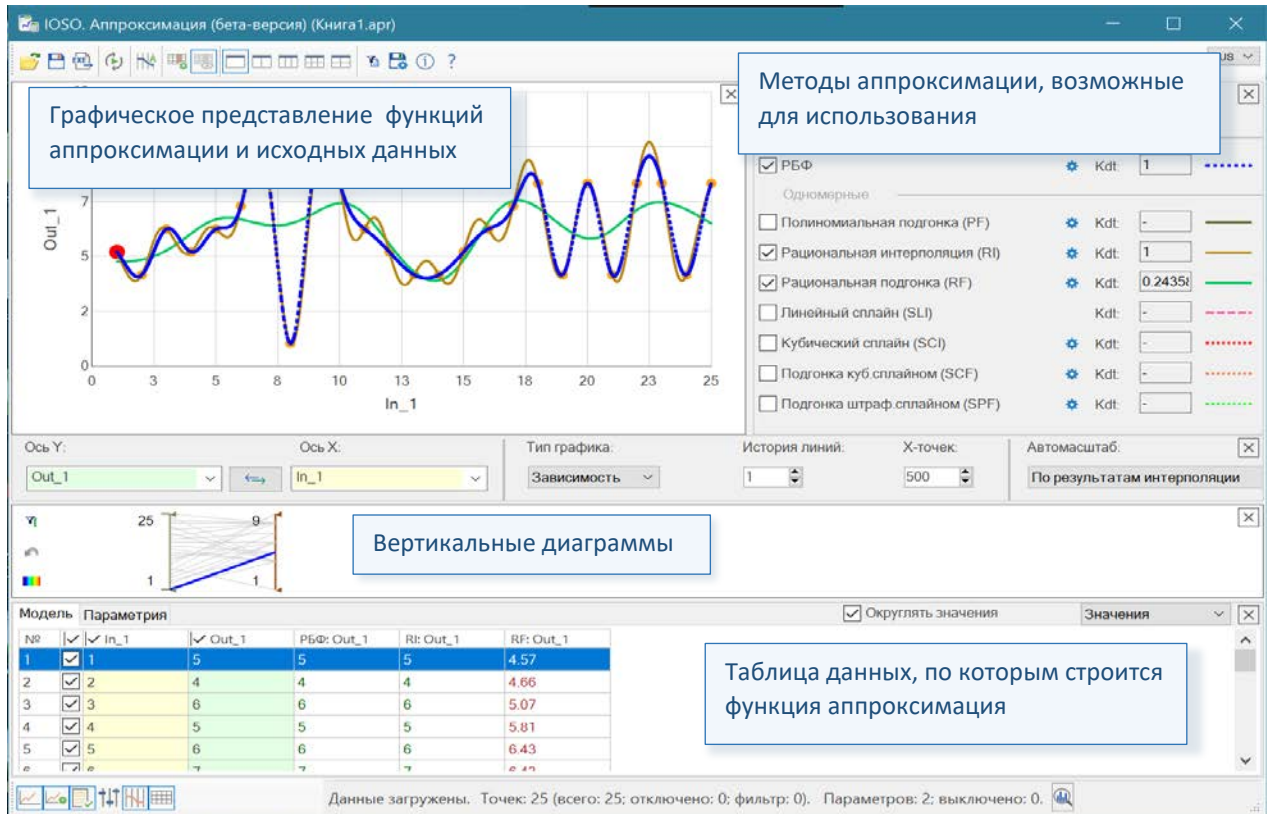 IOSO. Аппроксимация (бета-версия) (Книга1.apr)
Графическое представление функций
аппроксимации и исходных данных
Методы аппроксимации, возможные
для использования
РБФ Kdt: 1
Одномерные
Полиномиальная подгонка (PF) Kdt: -
Рациональная интерполяция (RI) Kdt: 1
Рациональная подгонка (RF) Kdt: 0.24358
Линейный сплайн (SLI) Kdt: -
Кубический сплайн (SCI) Kdt: -
Подгонка куб.сплайном (SCF) Kdt: -
Подгонка штраф.сплайном (SPF) Kdt: -
Out_1
7
5
2
0
0 3 5 8 10 13 15 18 20 23 25
In_1
Ось Y: Ось X: Тип графика: История линий: X-точек: Автомасштаб:
Out_1 In_1 Зависимость 1 500 По результатам интерполяции
25 9
1 1
Вертикальные диаграммы
Модель Параметрия Округлять значения Значения
№ In_1 Out_1 РБФ: Out_1 RI: Out_1 RF: Out_1
1 1 5 5 5 4.57
2 2 4 4 4 4.66
3 3 6 6 6 5.07
4 4 5 5 5 5.81
5 5 6 6 6 6.43
Таблица данных, по которым строится
функция аппроксимация
Данные загружены. Точек: 25 (всего: 25; отключено: 0; фильтр: 0). Параметров: 2; выключено: 0.